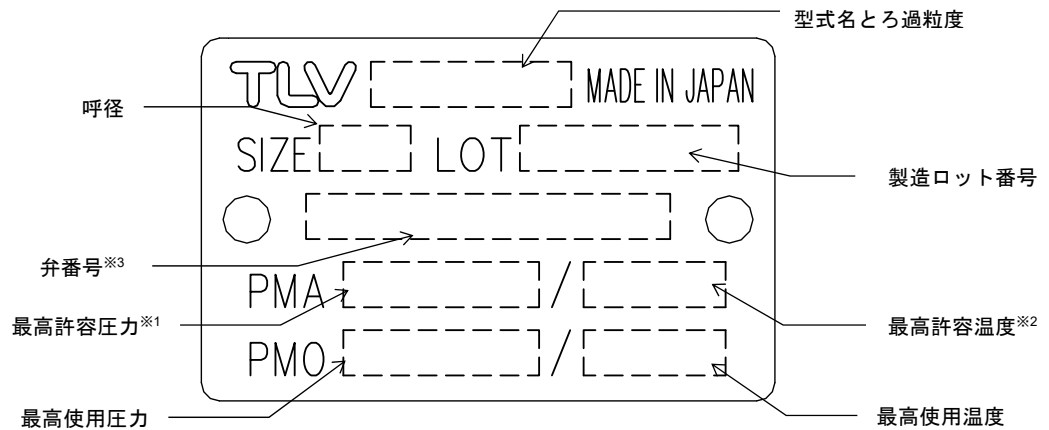 型式名とろ過粒度
TLV MADE IN JAPAN
呼径
SIZE LOT
製造ロット番号
弁番号※3
PMA /
最高許容圧力※1
最高許容温度※2
PMO /
最高使用圧力
最高使用温度